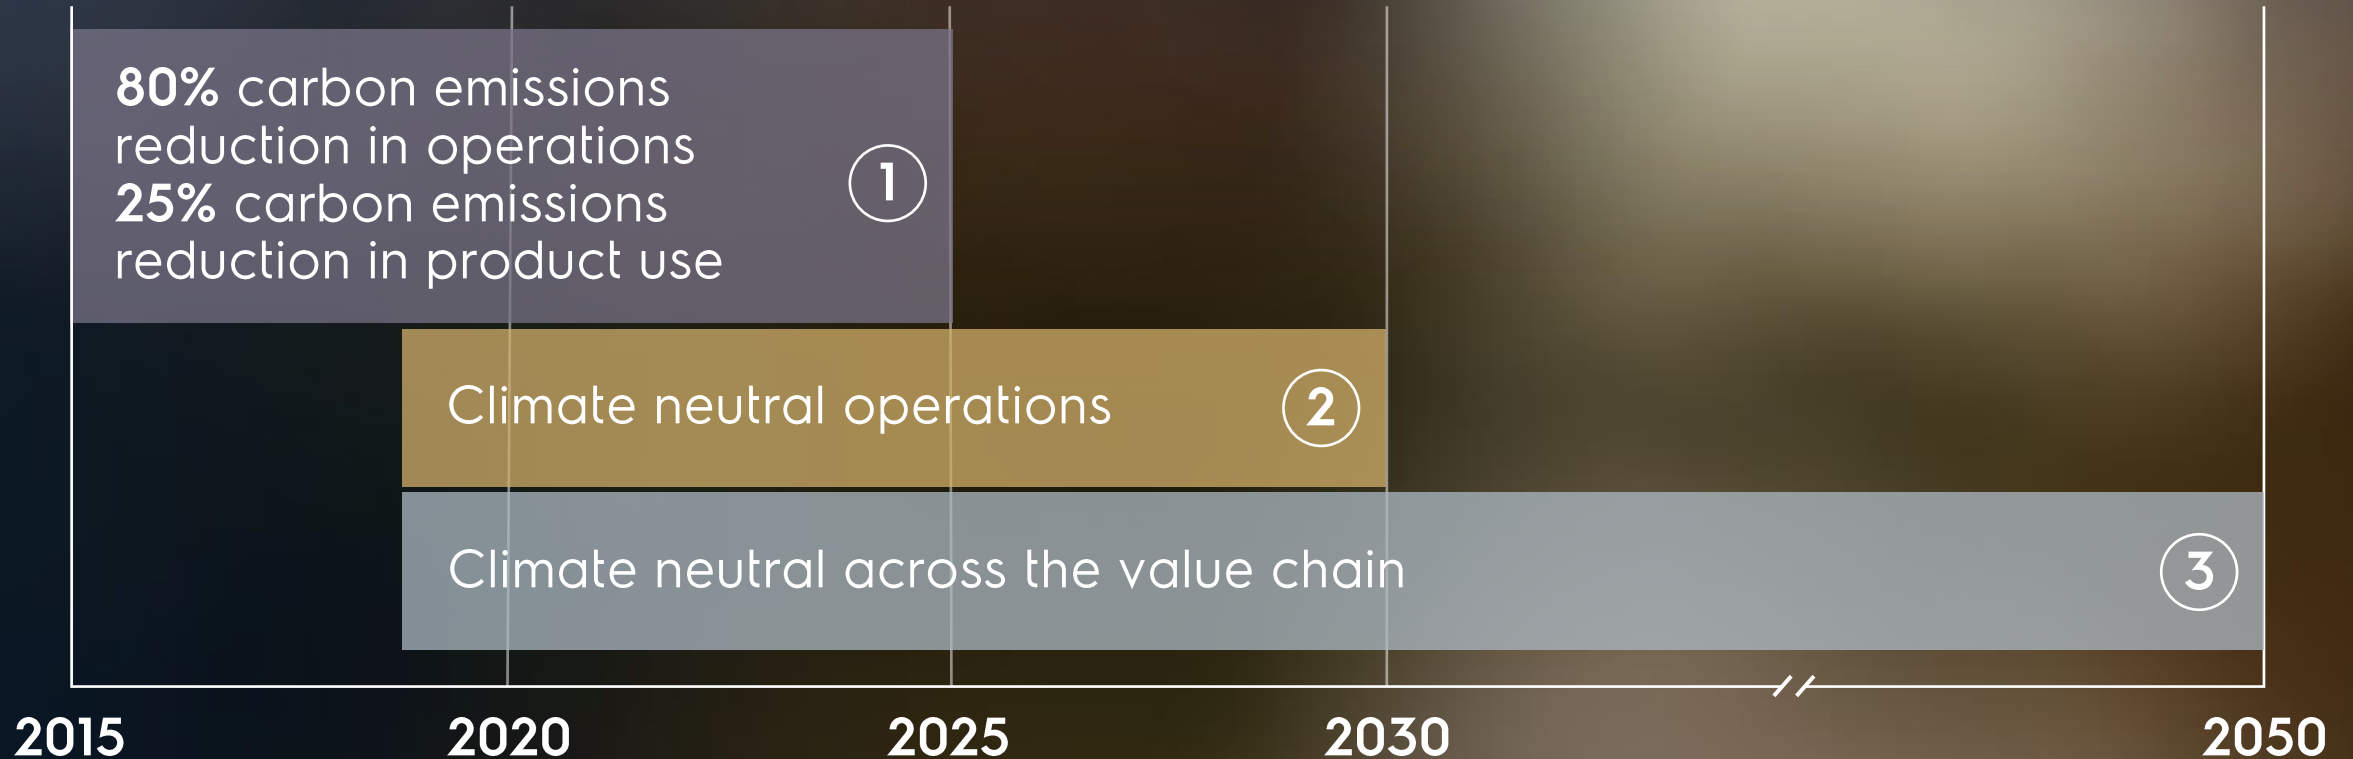 80% carbon emissions
reduction in operations
25% carbon emissions
reduction in product use
1
Climate neutral operations
2
Climate neutral across the value chain
3
2015
2020
2025
2030
2050